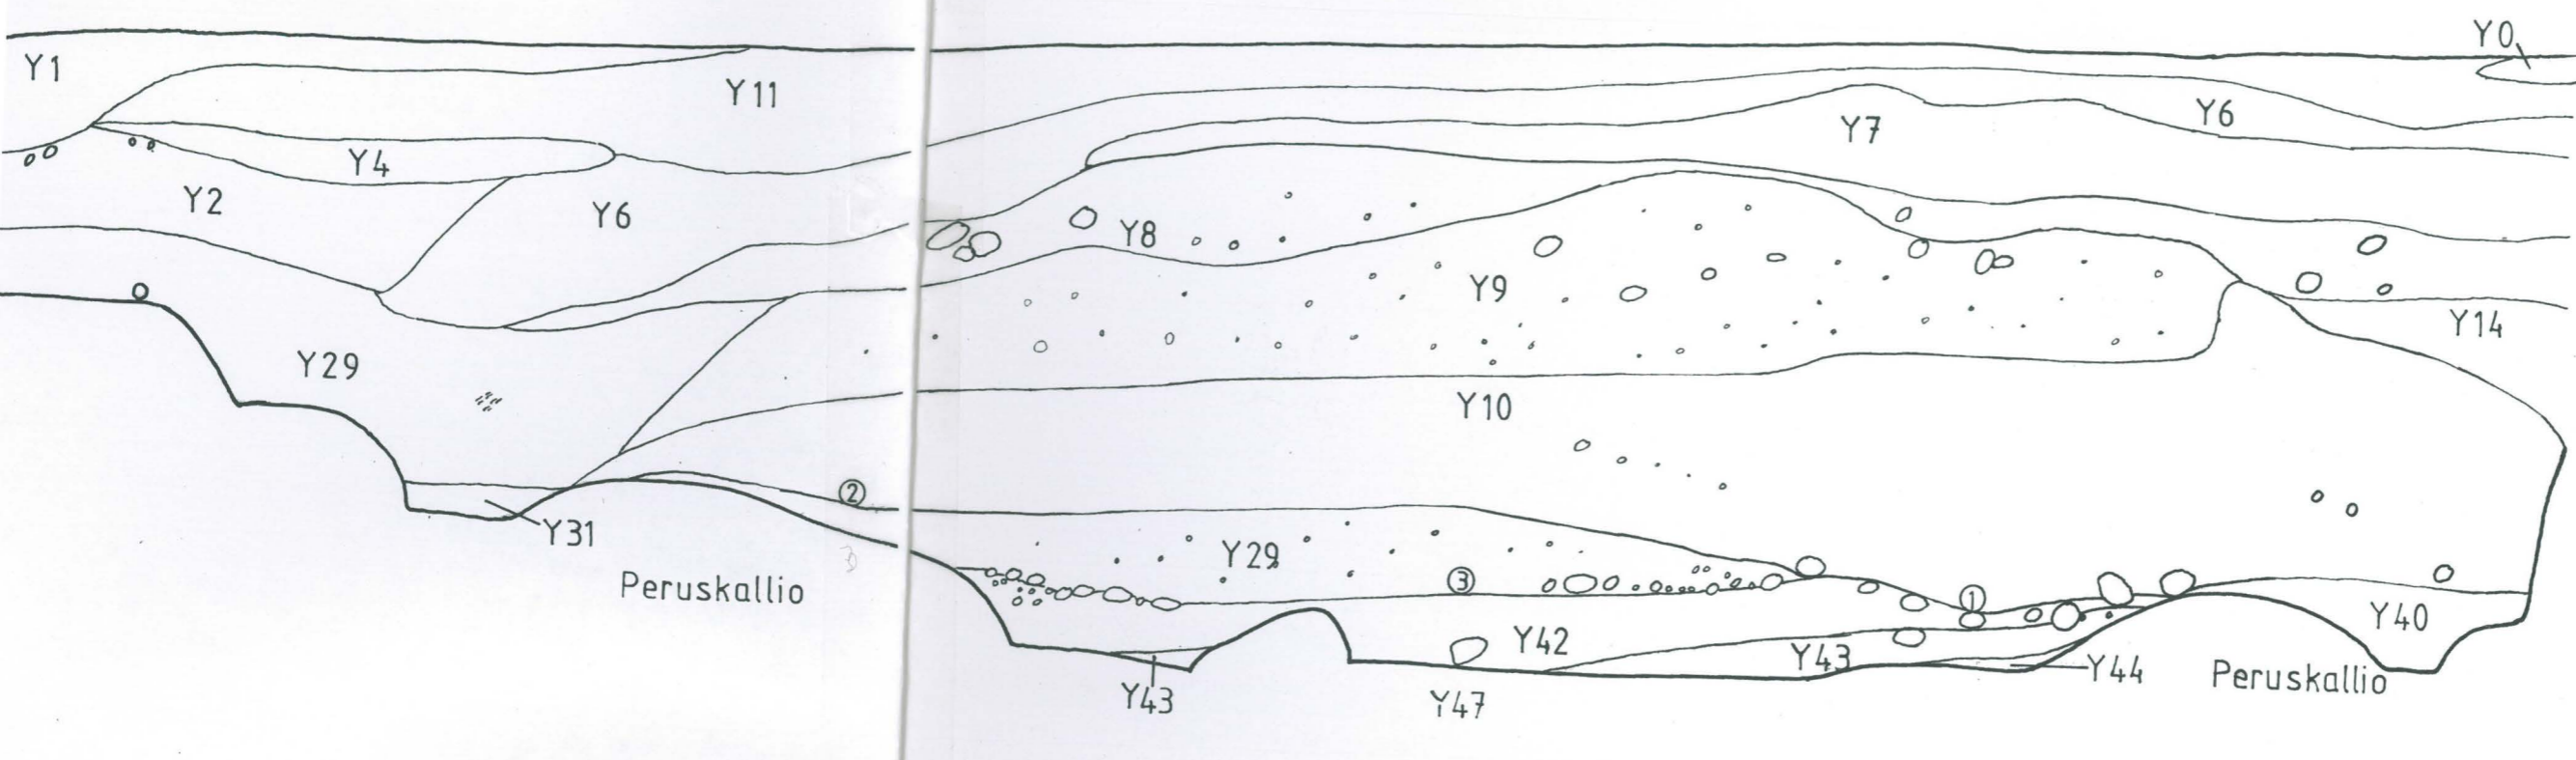 Y0
Y1
Y11
Y6
Y7
Y4
Y2
Y6
Y8
Y9
Y14
Y29
Y10
②
Y31
Y29
③
①
Peruskallio
Y42
Y40
Y43
Y44
Peruskallio
Y43
Y47